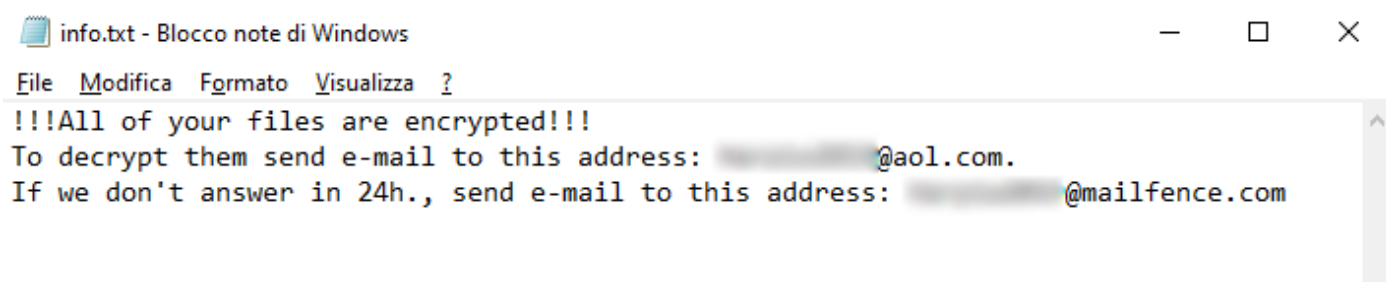 info.txt - Blocco note di Windows
File Modifica Formato Visualizza ?
!!!All of your files are encrypted!!!
To decrypt them send e-mail to this address: @aol.com.
If we don't answer in 24h., send e-mail to this address: @mailfence.com